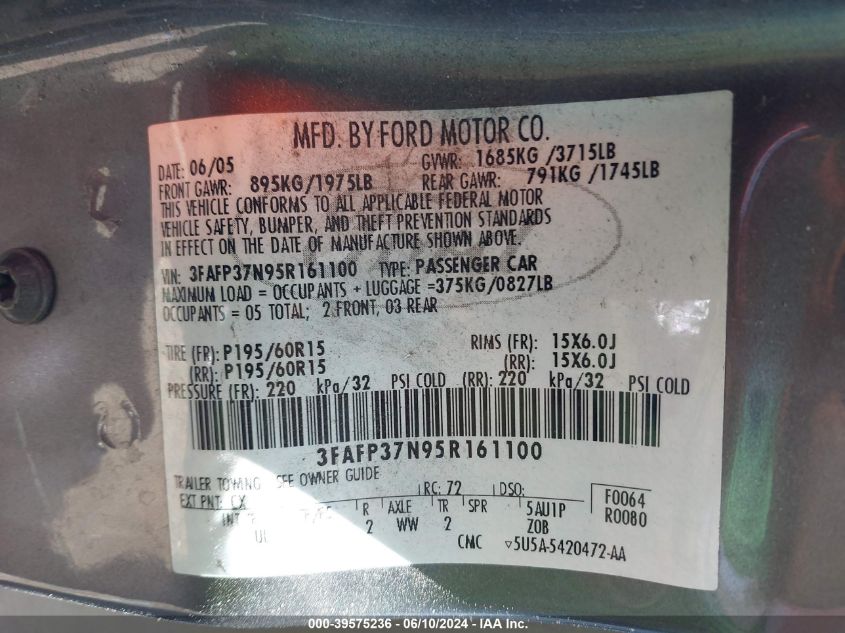 MFD. BY FORD MOTOR CO.
DATE: 06/05 GVWR: 1685KG /3715LB
FRONT GAWR: 895KG/1975LB REAR GAWR: 791KG /1745LB
THIS VEHICLE CONFORMS TO ALL APPLICABLE FEDERAL MOTOR
VEHICLE SAFETY, BUMPER, AND THEFT PREVENTION STANDARDS
IN EFFECT ON THE DATE OF MANUFACTURE SHOWN ABOVE.
VIN: 3FAFP37N95R161100 TYPE: PASSENGER CAR
MAXIMUM LOAD = OCCUPANTS + LUGGAGE =375KG/0827LB
OCCUPANTS = 05 TOTAL; 2 FRONT, 03 REAR
TIRE (FR): P195/60R15 RIMS (FR): 15X6.0J
(RR): P195/60R15 (RR): 15X6.0J
PRESSURE (FR): 220 kPa/32 PSI COLD (RR): 220 kPa/32 PSI COLD
3FAFP37N95R161100
TRAILER TOWING SEE OWNER GUIDE
EXT PNT: CX RC: 72 DSO: F0064
R AXLE TR SPR 5AU1P R0080
2 WW 2 Z0B
CMC ▿5U5A-5420472-AA
000-39575236 - 06/10/2024 - IAA Inc.